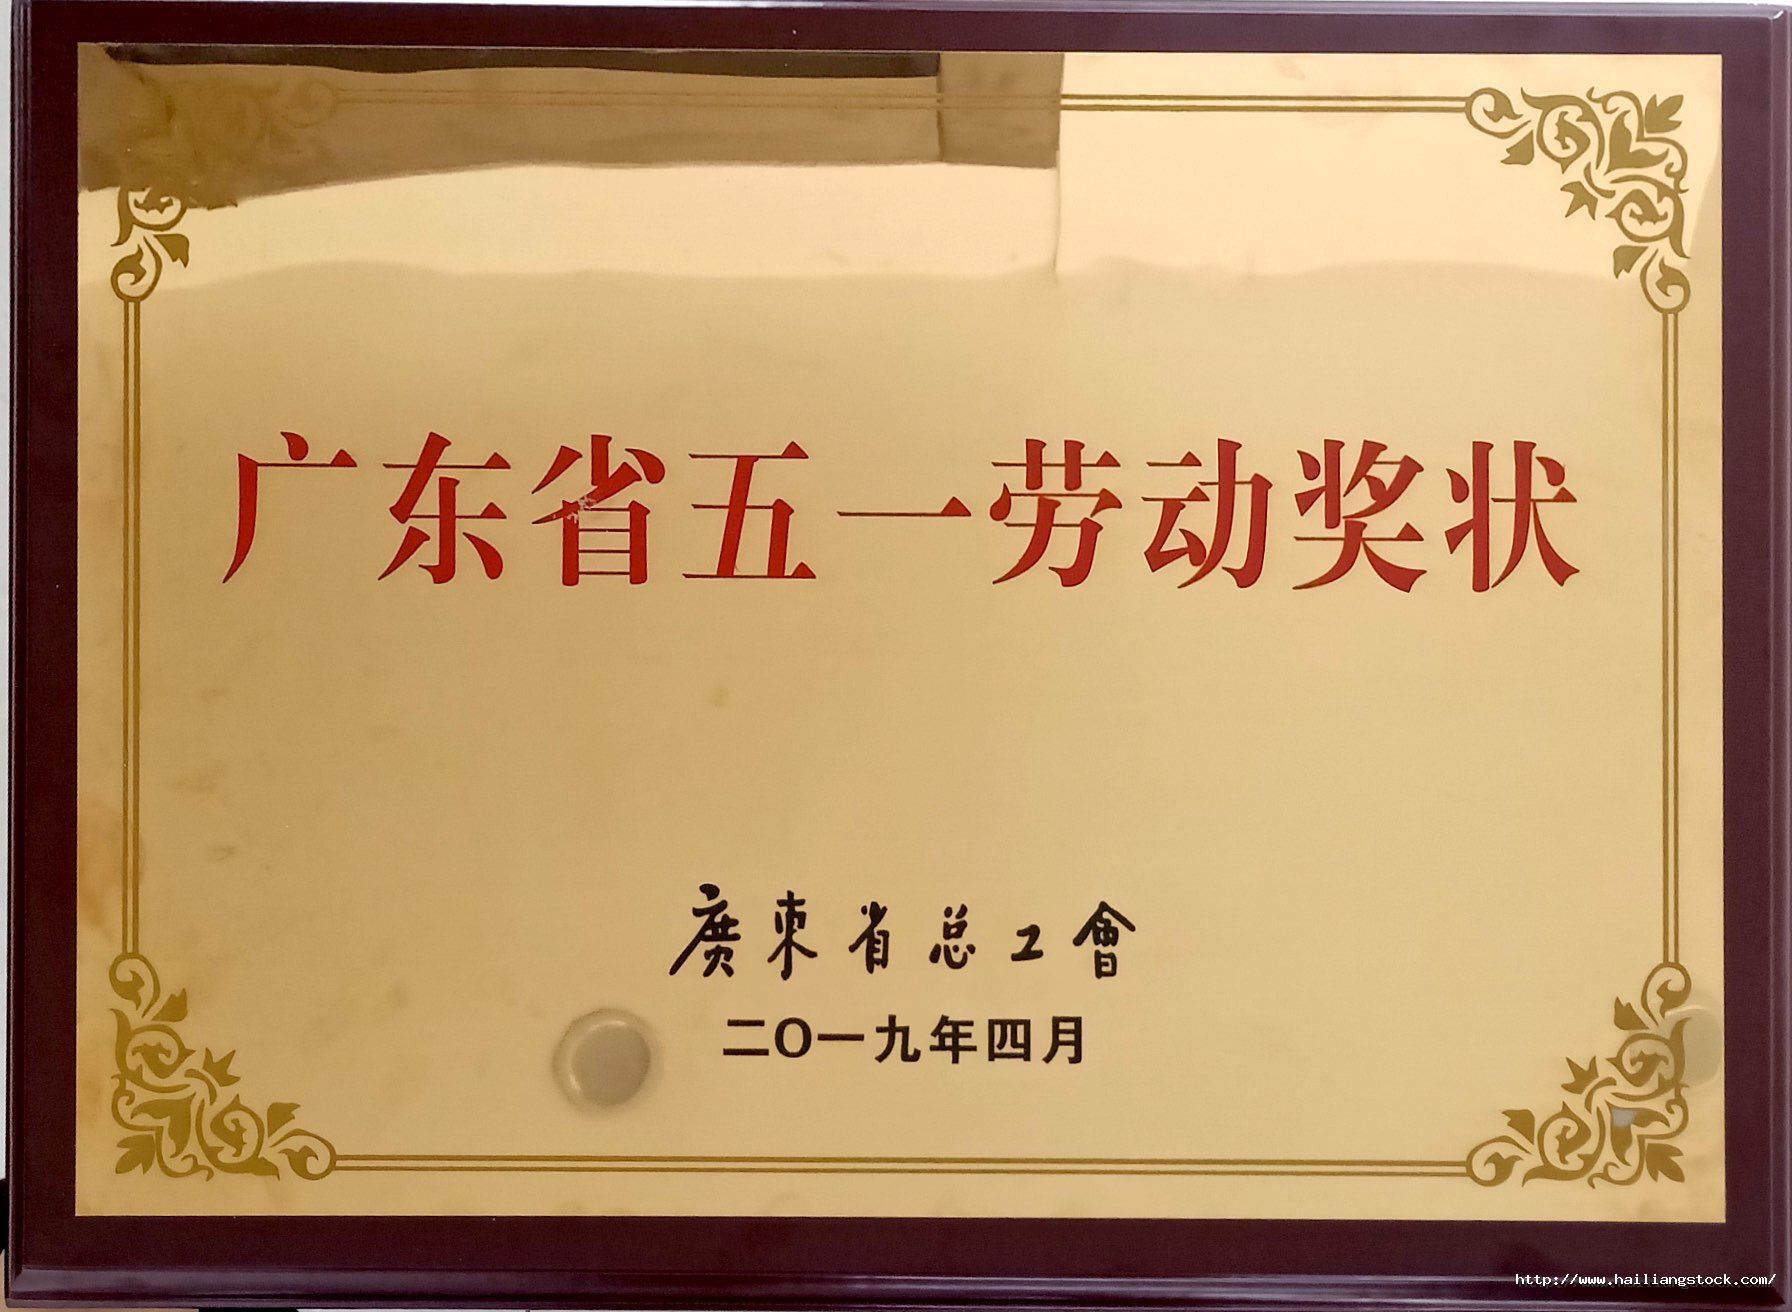 广东省五一劳动奖状
廣東省总工會
二〇一九年四月
http://www.hailiangstock.com/